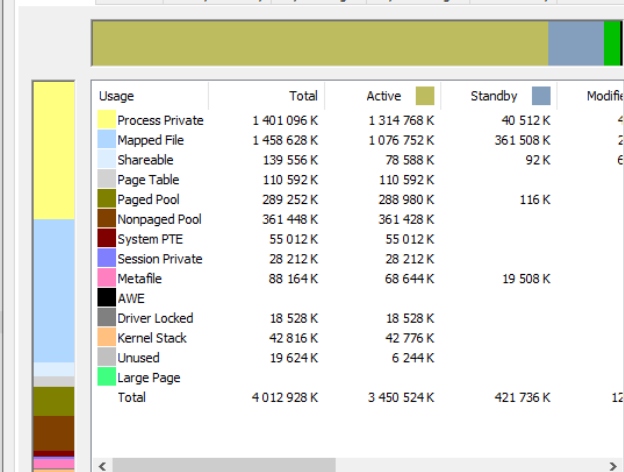 Usage Total Active Standby
Process Private 1 401 096 K 1 314 768 K 40 512 K
Mapped File 1 458 628 K 1 076 752 K 361 508 K
Shareable 139 556 K 78 588 K 92 K
Page Table 110 592 K 110 592 K
Paged Pool 289 252 K 288 980 K 116 K
Nonpaged Pool 361 448 K 361 428 K
System PTE 55 012 K 55 012 K
Session Private 28 212 K 28 212 K
Metafile 88 164 K 68 644 K 19 508 K
AWE
Driver Locked 18 528 K 18 528 K
Kernel Stack 42 816 K 42 776 K
Unused 19 624 K 6 244 K
Large Page
Total 4 012 928 K 3 450 524 K 421 736 K